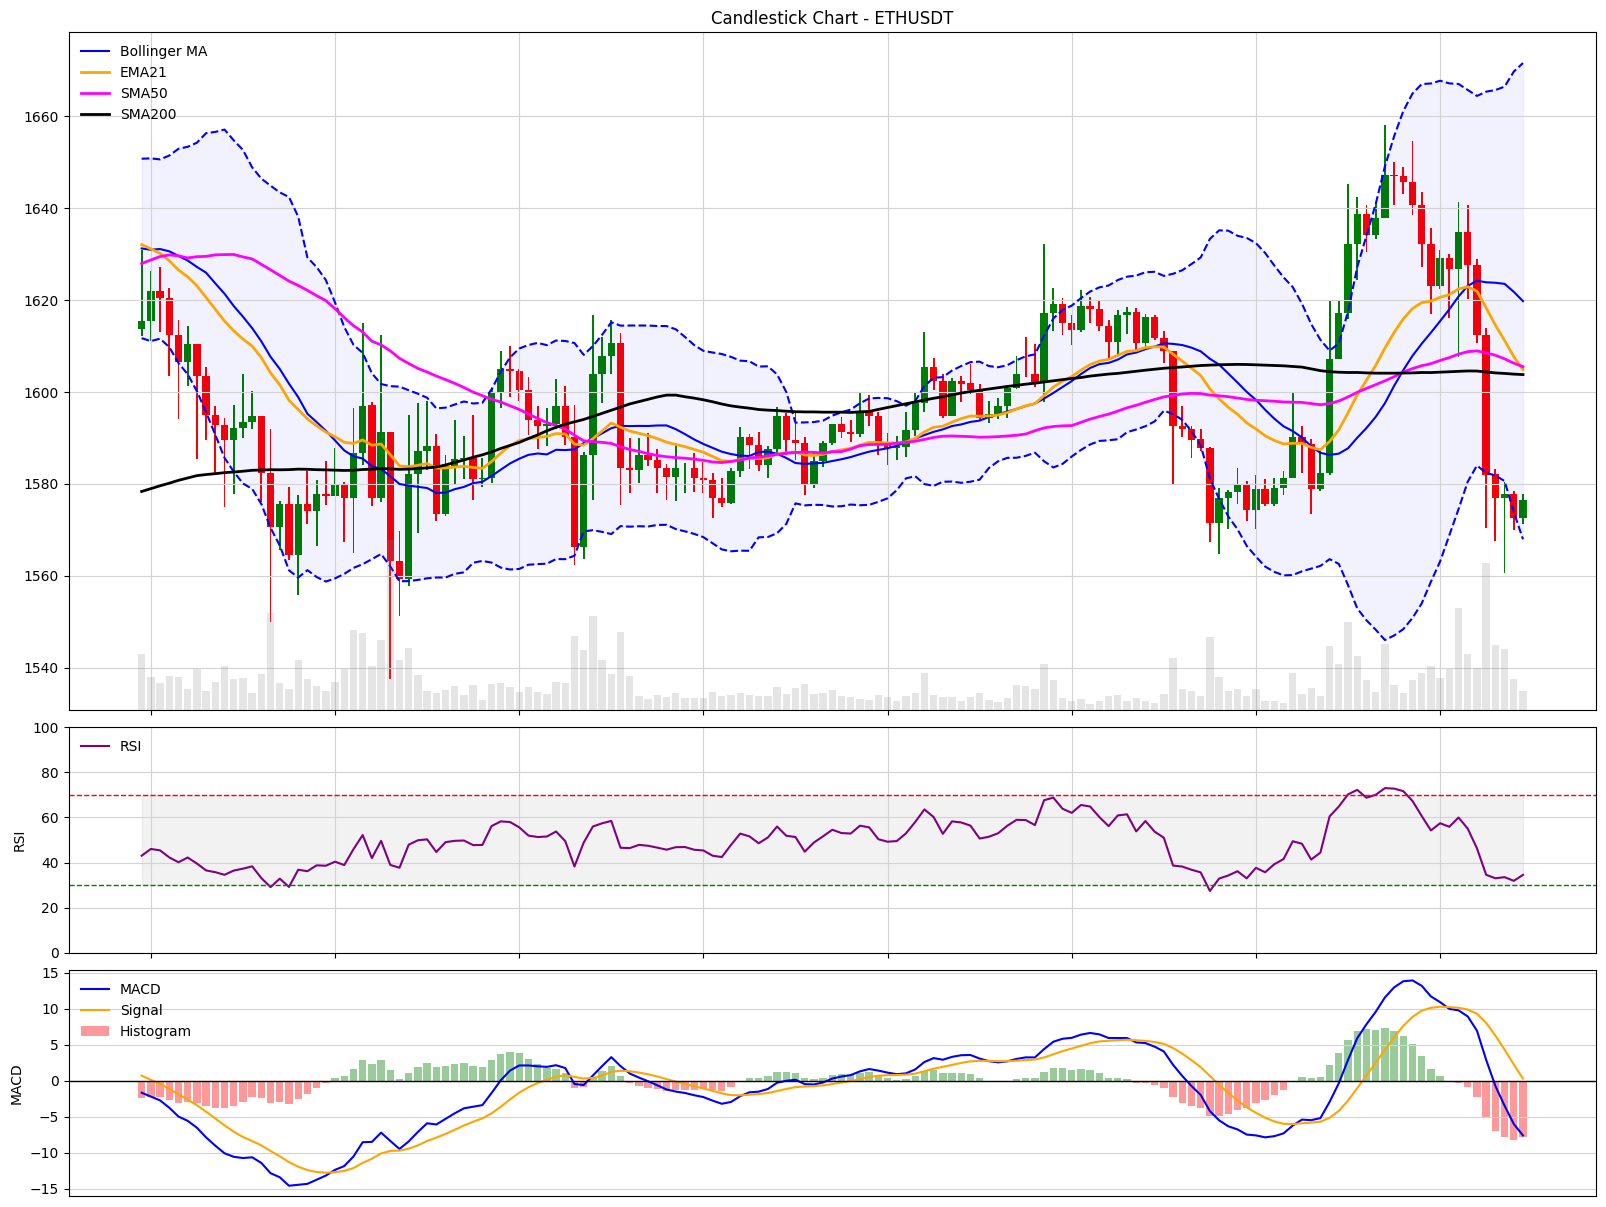 Candlestick Chart - ETHUSDT
Bollinger MA
EMA21
SMA50
SMA200
1660
1640
1620
1600
1580
1560
1540
RSI
100
80
60
40
20
0
RSI
MACD
Signal
Histogram
15
10
5
0
−5
−10
−15
MACD